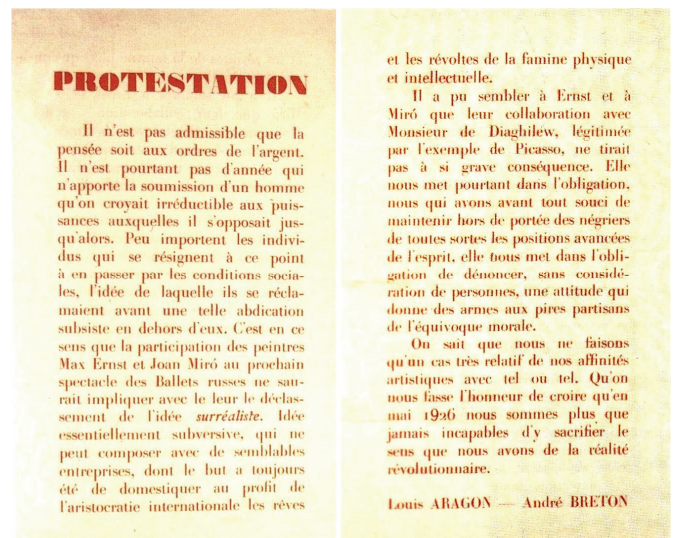 PROTESTATION
Il n'est pas admissible que la
pensée soit aux ordres de l'argent.
Il n'est pourtant pas d'année qui
n'apporte la soumission d'un homme
qu'on croyait irréductible aux puis-
sances auxquelles il s'opposait jus-
qu'alors. Peu importent les indivi-
dus qui se résignent à ce point
à en passer par les conditions socia-
les, l'idée de laquelle ils se récla-
maient avant une telle abdication
subsiste en dehors d'eux. C'est en ce
sens que la participation des peintres
Max Ernst et Joan Miró au prochain
spectacle des Ballets russes ne sau-
rait impliquer avec le leur le déclas-
sement de l'idée surréaliste. Idée
essentiellement subversive, qui ne
peut composer avec de semblables
entreprises, dont le but a toujours
été de domestiquer au profit de
l'aristocratie internationale les rêves
et les révoltes de la famine physique
et intellectuelle.
Il a pu sembler à Ernst et à
Miró que leur collaboration avec
Monsieur de Diaghilew, légitimée
par l'exemple de Picasso, ne tirait
pas à si grave conséquence. Elle
nous met pourtant dans l'obligation,
nous qui avons avant tout souci de
maintenir hors de portée des négriers
de toutes sortes les positions avancées
de l'esprit, elle nous met dans l'obli-
gation de dénoncer, sans considé-
ration de personnes, une attitude qui
donne des armes aux pires partisans
de l'équivoque morale.
On sait que nous ne faisons
qu'un cas très relatif de nos affinités
artistiques avec tel ou tel. Qu'on
nous fasse l'honneur de croire qu'en
mai 1926 nous sommes plus que
jamais incapables d'y sacrifier le
sens que nous avons de la réalité
révolutionnaire.
Louis ARAGON — André BRETON